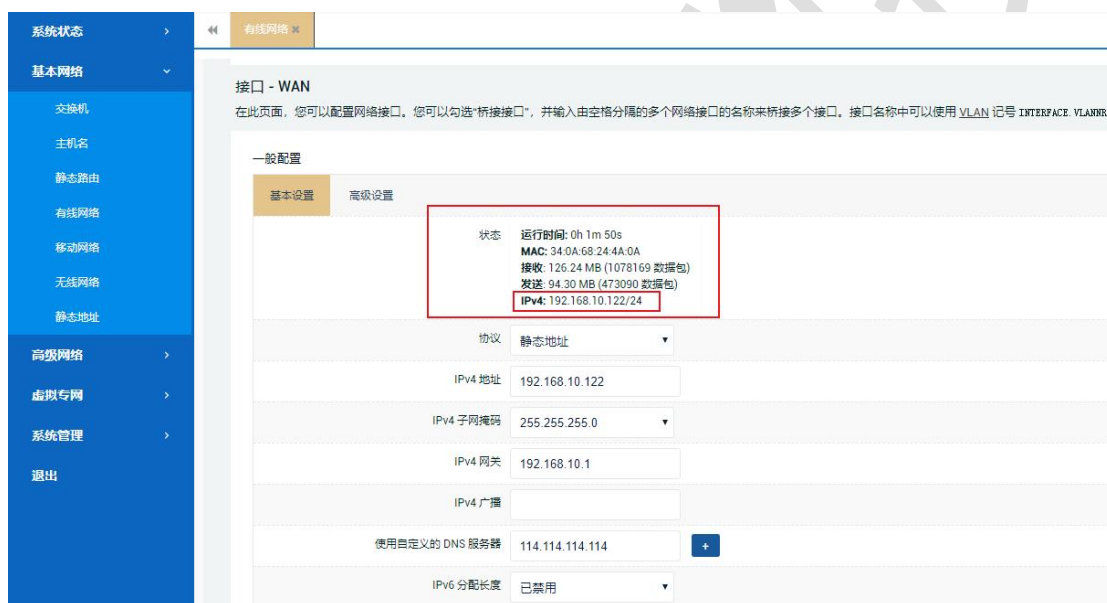 系统状态
基本网络
交换机
主机名
静态路由
有线网络
移动网络
无线网络
静态地址
高级网络
虚拟专网
系统管理
退出
有线网络
接口 - WAN
在此页面，您可以配置网络接口。您可以勾选“桥接接口”，并输入由空格分隔的多个网络接口的名称来桥接多个接口。接口名称中可以使用 VLAN 记号 INTERFACE.VLANNR
一般配置
基本设置 高级设置
状态 运行时间: 0h 1m 50s
MAC: 34:0A:68:24:4A:0A
接收: 126.24 MB (1078169 数据包)
发送: 94.30 MB (473090 数据包)
IPv4: 192.168.10.122/24
协议 静态地址
IPv4 地址 192.168.10.122
IPv4 子网掩码 255.255.255.0
IPv4 网关 192.168.10.1
IPv4 广播
使用自定义的 DNS 服务器 114.114.114.114 +
IPv6 分配长度 已禁用